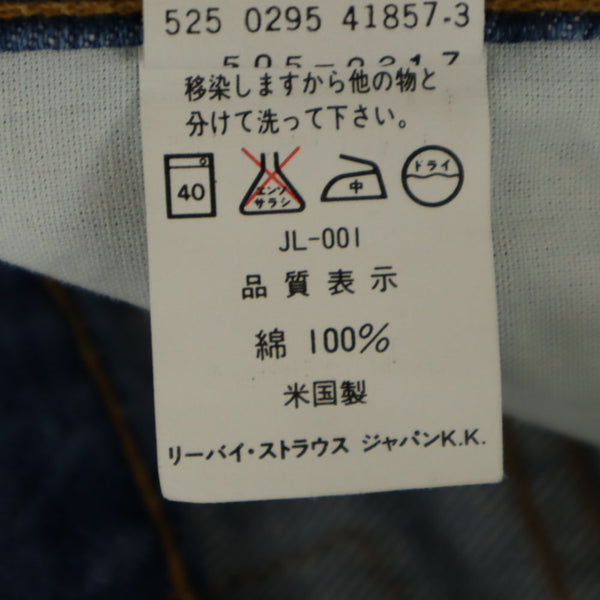 525 0295 41857-3
505-0217
移染しますから他の物と
分けて洗って下さい。
40 エンソサラシ 中 ドライ
JL-001
品質表示
綿 100%
米国製
リーバイ・ストラウス ジャパンK.K.